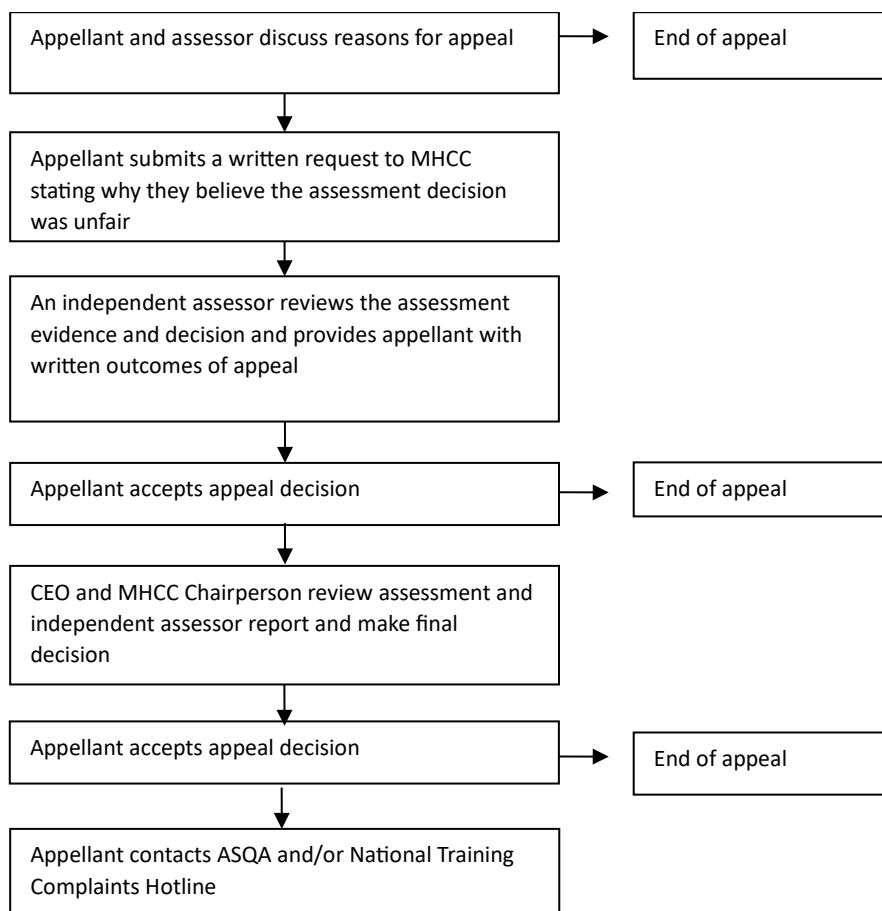 Appellant and assessor discuss reasons for appeal
End of appeal
Appellant submits a written request to MHCC
stating why they believe the assessment decision
was unfair
An independent assessor reviews the assessment
evidence and decision and provides appellant with
written outcomes of appeal
Appellant accepts appeal decision
End of appeal
CEO and MHCC Chairperson review assessment and
independent assessor report and make final
decision
Appellant accepts appeal decision
End of appeal
Appellant contacts ASQA and/or National Training
Complaints Hotline